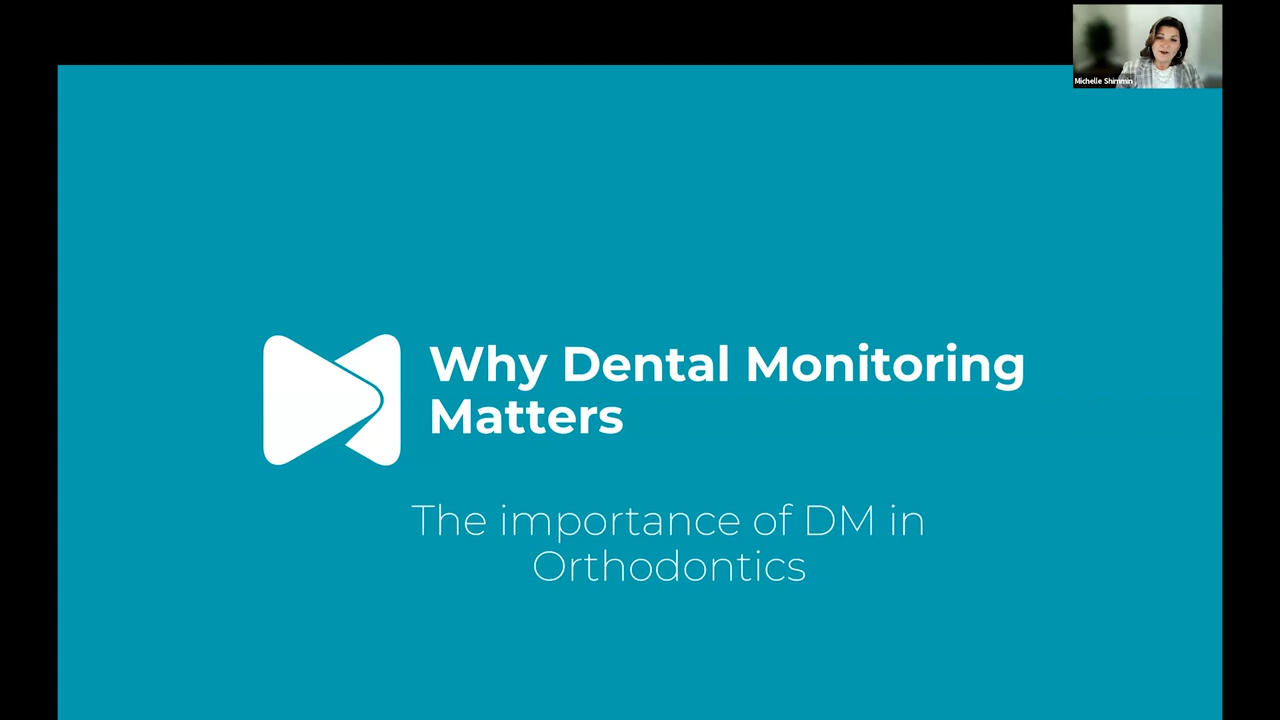 Michelle Shimmin
Why Dental Monitoring
Matters
The importance of DM in
Orthodontics